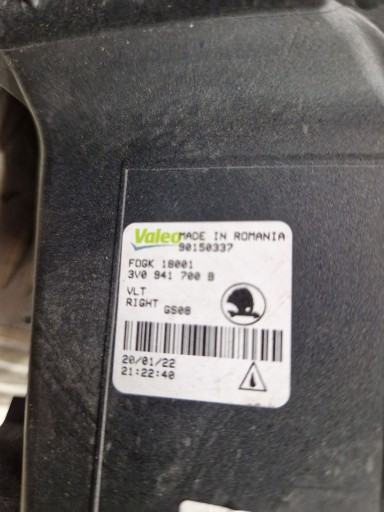 Valeo MADE IN ROMANIA
90150337
FOGK 18001
3V0 941 700 B
VLT
RIGHT GS08
20/01/22
21:22:40